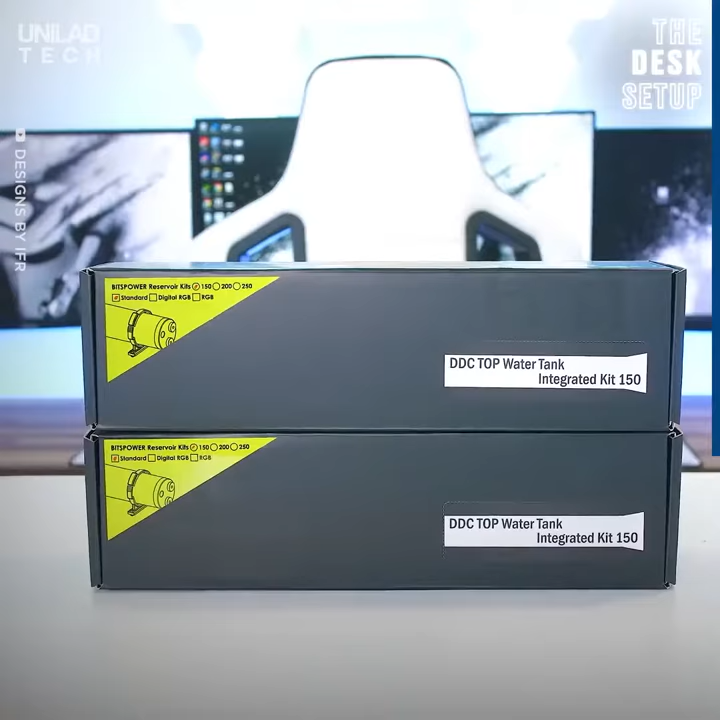 UNILAD
TECH
THE
DESK
SETUP
DESIGNS BY IFR
BITSPOWER Reservoir Kits 150 200 250
Standard Digital RGB RGB
DDC TOP Water Tank
Integrated Kit 150
BITSPOWER Reservoir Kits 150 200 250
Standard Digital RGB RGB
DDC TOP Water Tank
Integrated Kit 150